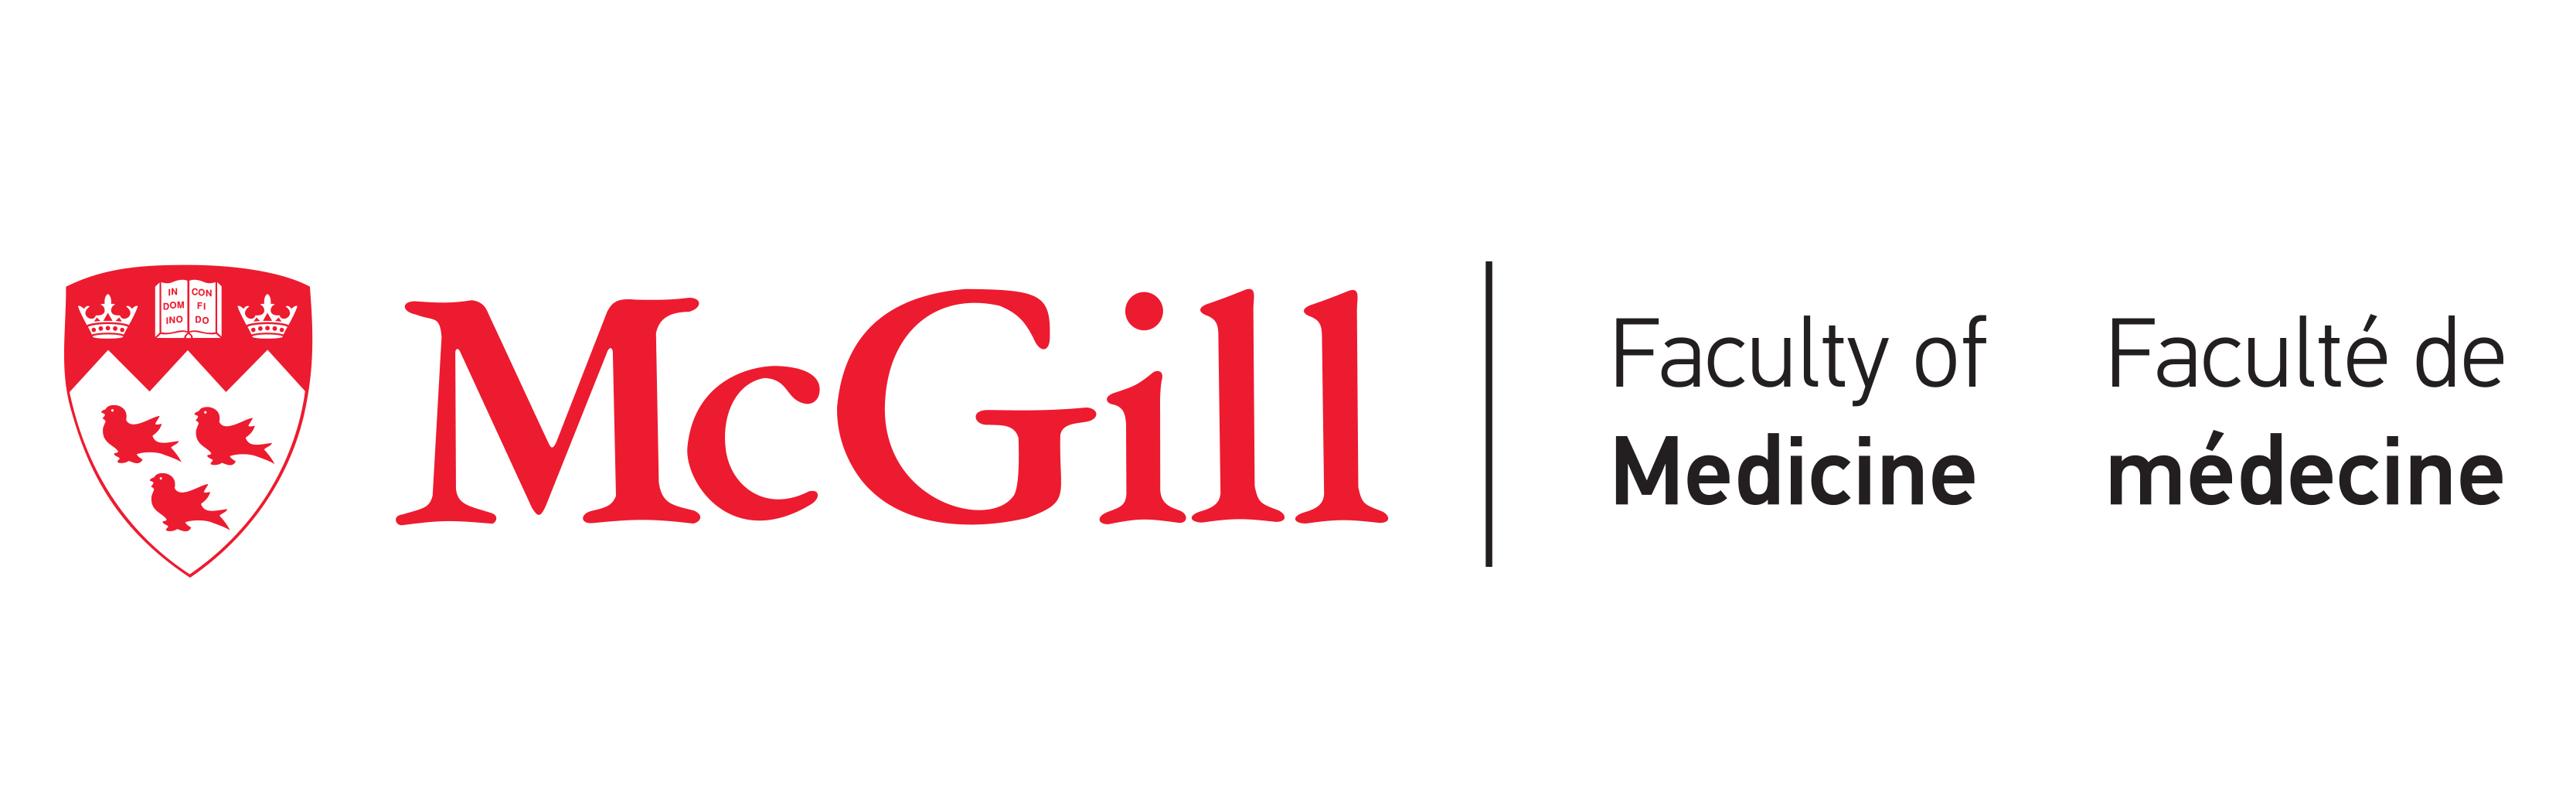 IN
DOM
INO
CON
FI
DO
McGill
Faculty of
Medicine
Faculté de
médecine